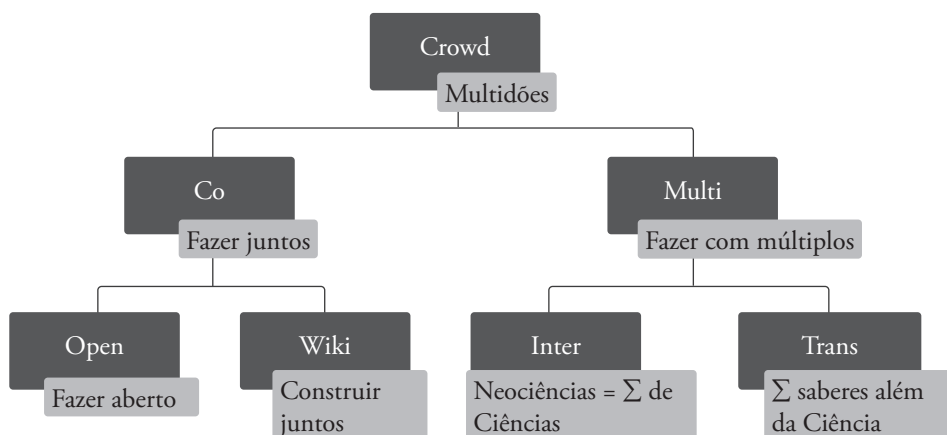 Crowd
Multidões
Co
Fazer juntos
Multi
Fazer com múltiplos
Open
Fazer aberto
Wiki
Construir
juntos
Inter
Neociências = ∑ de
Ciências
Trans
∑ saberes além
da Ciência